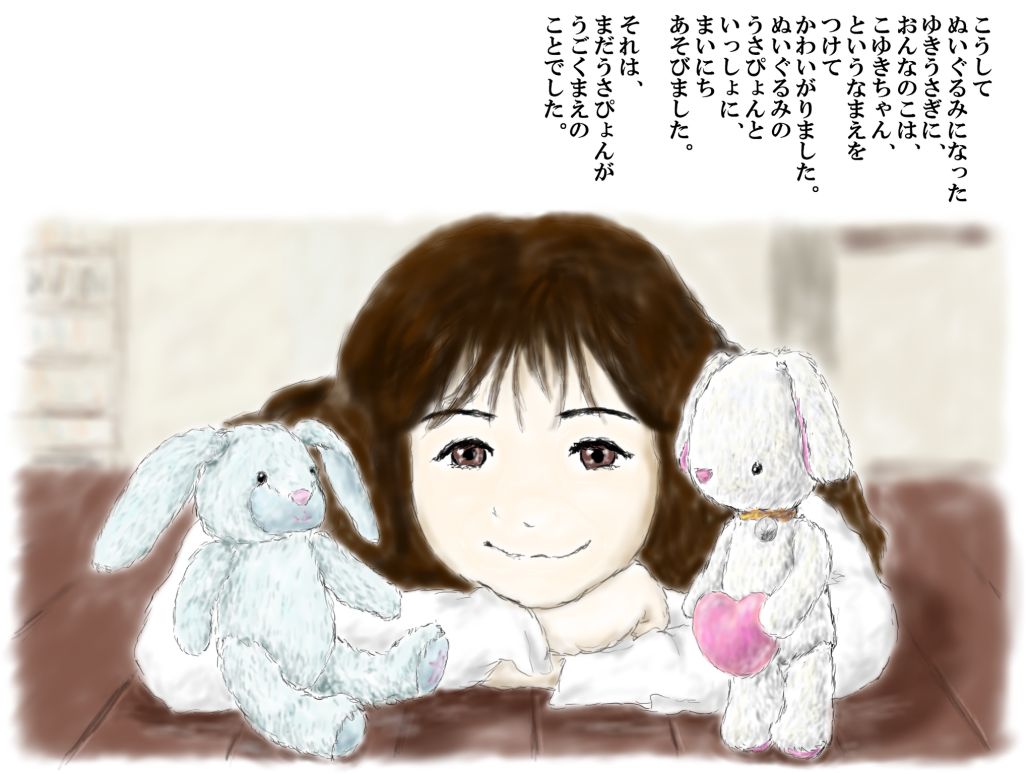 こうして
ぬいぐるみになった
ゆきうさぎに、
おんなのこは、
こゆきちゃん、
というなまえを
つけて
かわいがりました。
ぬいぐるみの
うさぴょんと
いっしょに、
まいにち
あそびました。
それは、
まだうさぴょんが
うごくまえの
ことでした。